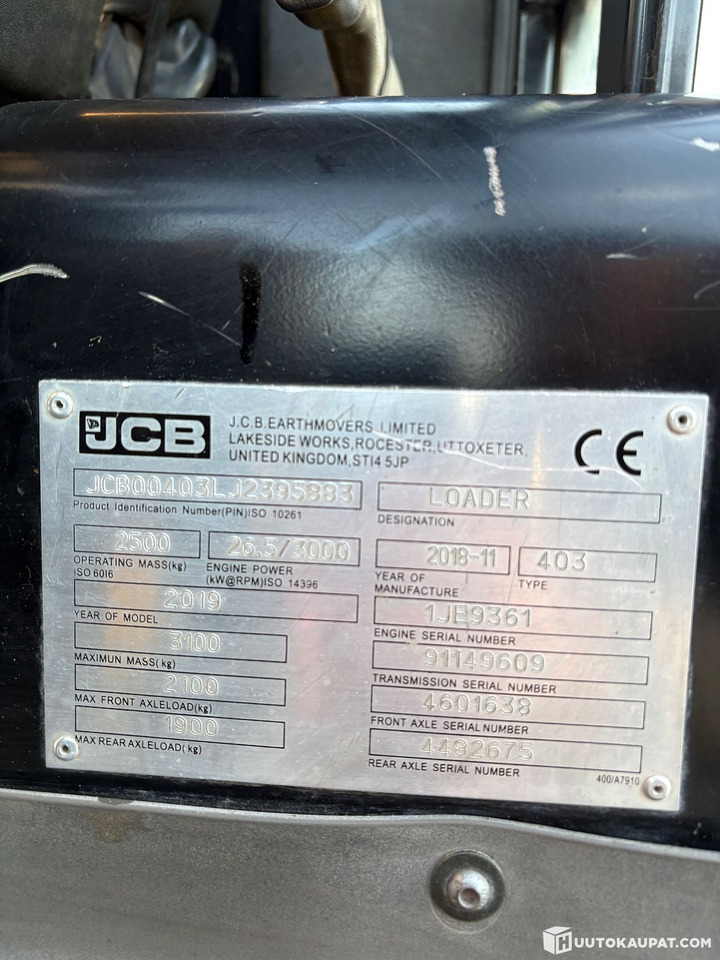 JCB
J.C.B. EARTHMOVERS LIMITED
LAKESIDE WORKS, ROCESTER, UTTOXETER,
UNITED KINGDOM, ST14 5JP
CE
JCB00403LJ2395883
Product Identification Number(PIN)ISO 10261
LOADER
DESIGNATION
2500
OPERATING MASS(kg)
ISO 6016
26.5/3000
ENGINE POWER
(kW@RPM)ISO 14396
2018-11
YEAR OF
MANUFACTURE
403
TYPE
2019
YEAR OF MODEL
1JE9361
ENGINE SERIAL NUMBER
3100
MAXIMUN MASS(kg)
91149609
TRANSMISSION SERIAL NUMBER
2100
MAX FRONT AXLELOAD(kg)
4601638
FRONT AXLE SERIAL NUMBER
1900
MAX REAR AXLELOAD(kg)
4482675
REAR AXLE SERIAL NUMBER
400/A7910
HUUTOKAUPAT.COM